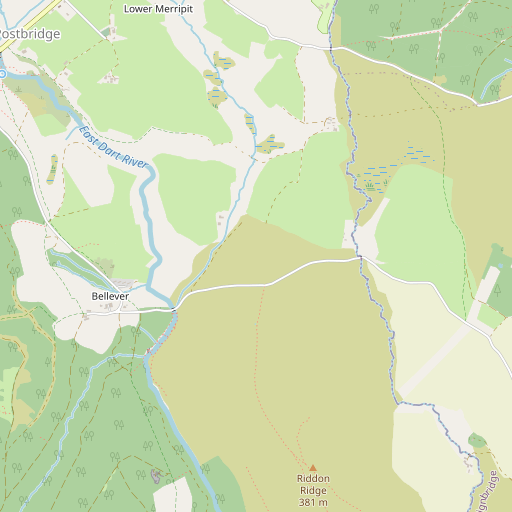 Lower Merripit
Postbridge
East Dart River
Bellever
Riddon
Ridge
381 m